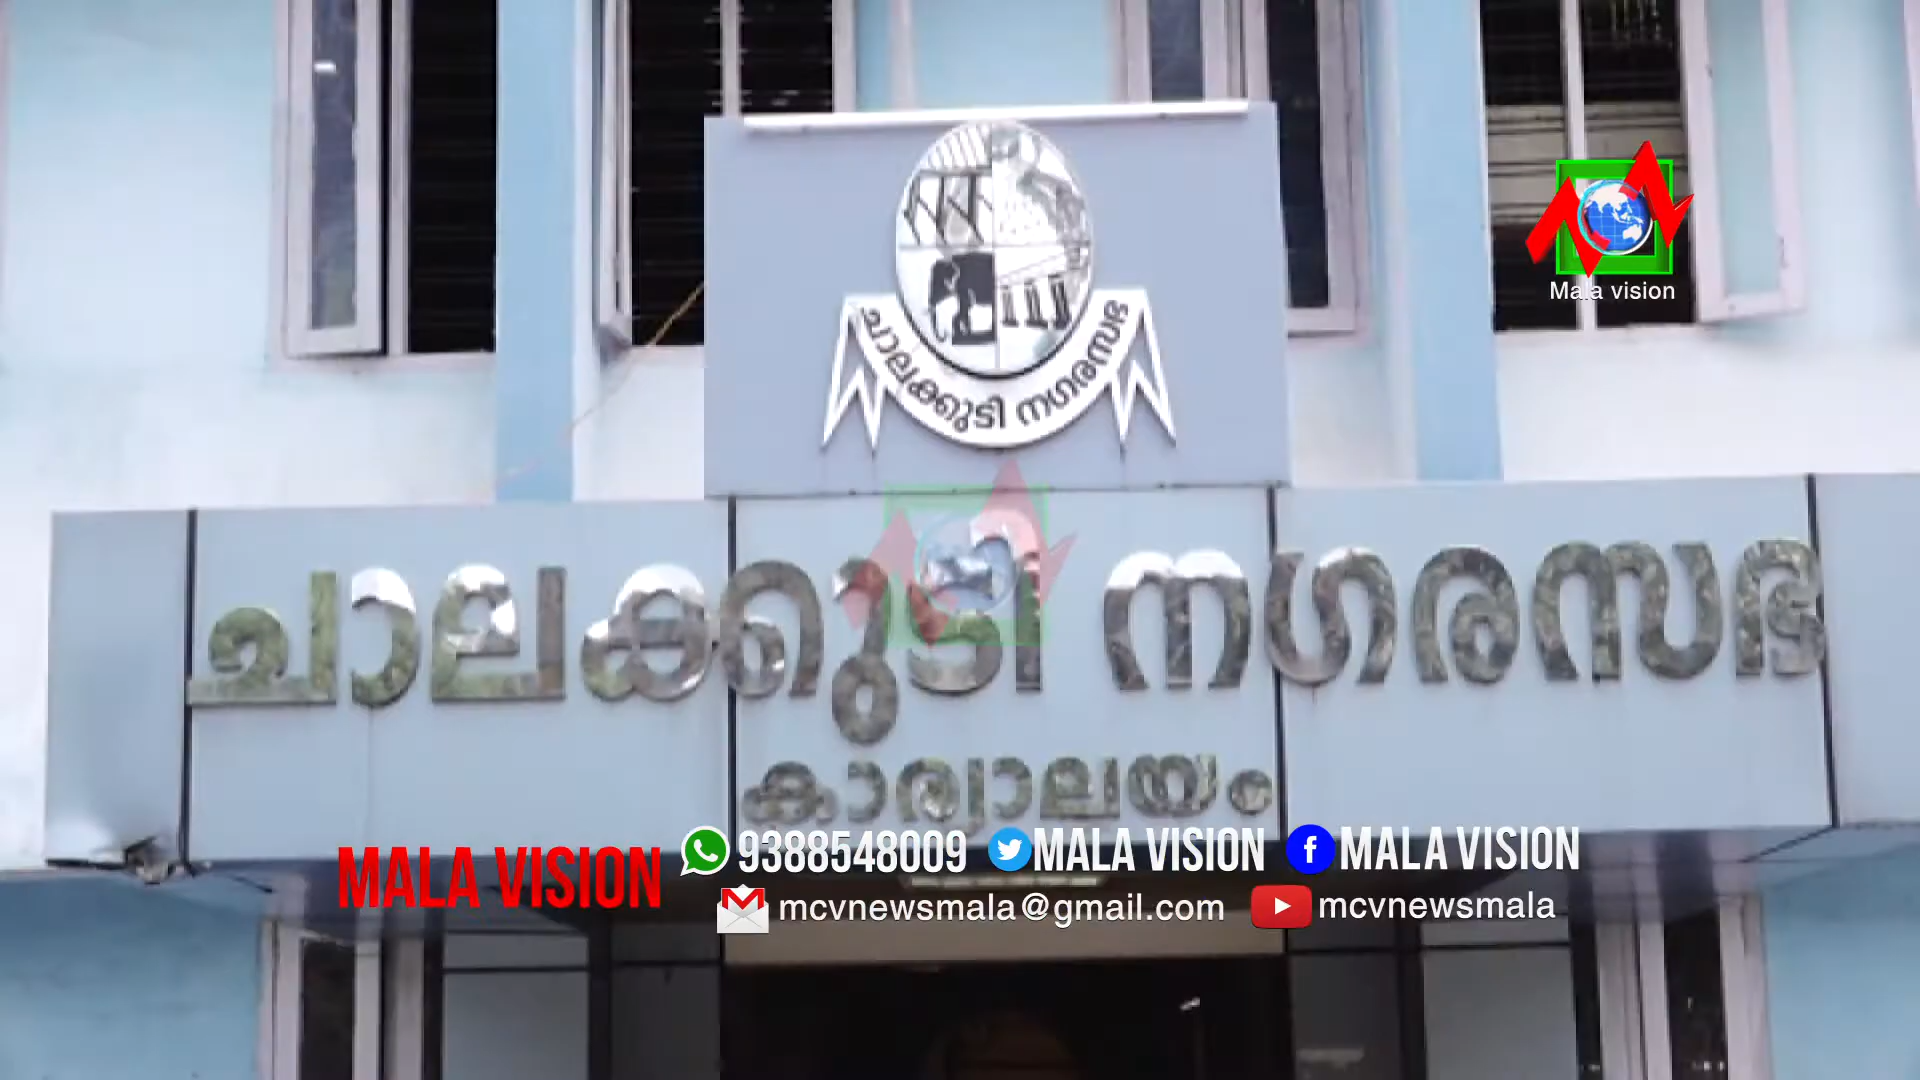 Mala vision
ചാലക്കുടി നഗരസഭ
ചാലക്കുടി നഗരസഭ
കാര്യാലയം
MALA VISION
9388548009 MALA VISION MALA VISION
mcvnewsmala@gmail.com mcvnewsmala